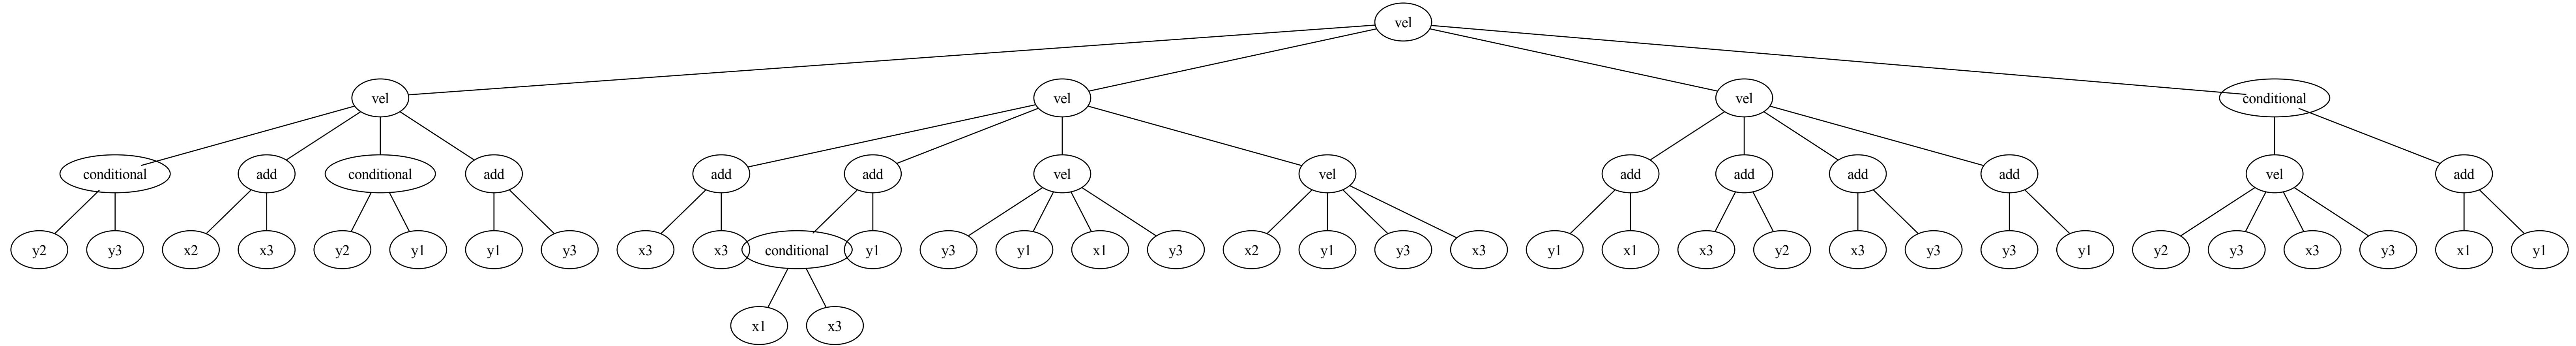 vel
vel vel vel conditional
conditional add conditional add add add vel vel add add add add vel add
y2 y3 x2 x3 y2 y1 y1 y3 x3 x3 conditional y1 y3 y1 x1 y3 x2 y1 y3 x3 y1 x1 x3 y2 x3 y3 y3 y1 y2 y3 x3 y3 x1 y1
x1 x3